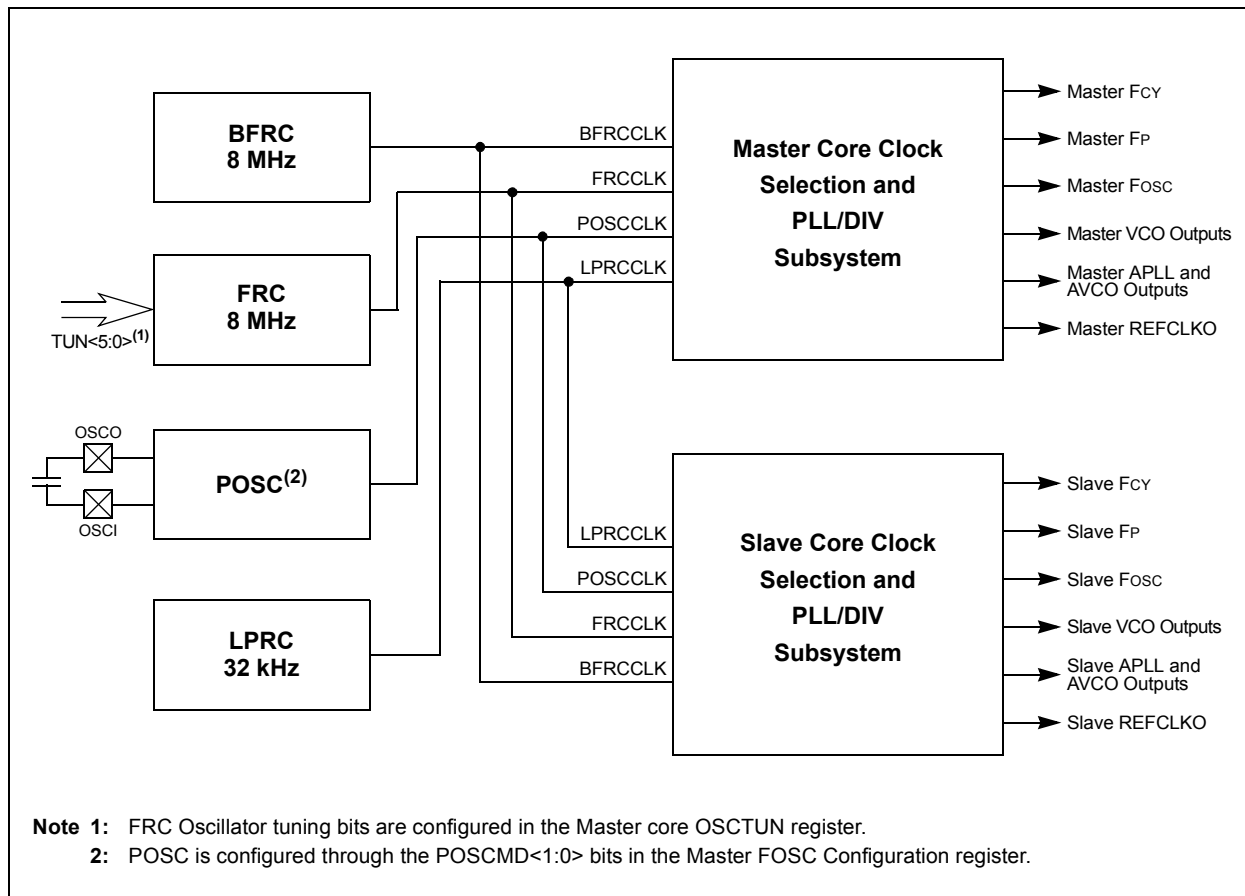 BFRC
8 MHz
FRC
8 MHz
TUN<5:0>(1)
OSCO
OSCI
POSC(2)
LPRC
32 kHz
BFRCCLK
FRCCLK
POSCCLK
LPRCCLK
Master Core Clock
Selection and
PLL/DIV
Subsystem
Master FCY
Master FP
Master FOSC
Master VCO Outputs
Master APLL and
AVCO Outputs
Master REFCLKO
LPRCCLK
POSCCLK
FRCCLK
BFRCCLK
Slave Core Clock
Selection and
PLL/DIV
Subsystem
Slave FCY
Slave FP
Slave FOSC
Slave VCO Outputs
Slave APLL and
AVCO Outputs
Slave REFCLKO
Note 1: FRC Oscillator tuning bits are configured in the Master core OSCTUN register.
2: POSC is configured through the POSCMD<1:0> bits in the Master FOSC Configuration register.